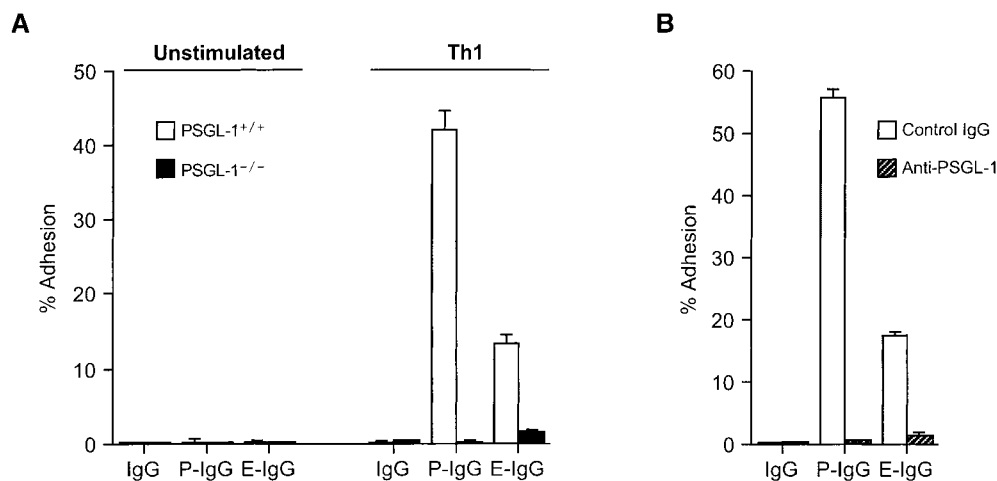 A
Unstimulated
Th1
50
40
30
20
10
0
% Adhesion
PSGL-1+/+
PSGL-1−/−
IgG P-IgG E-IgG
IgG P-IgG E-IgG
B
60
50
40
30
20
10
0
% Adhesion
Control IgG
Anti-PSGL-1
IgG P-IgG E-IgG